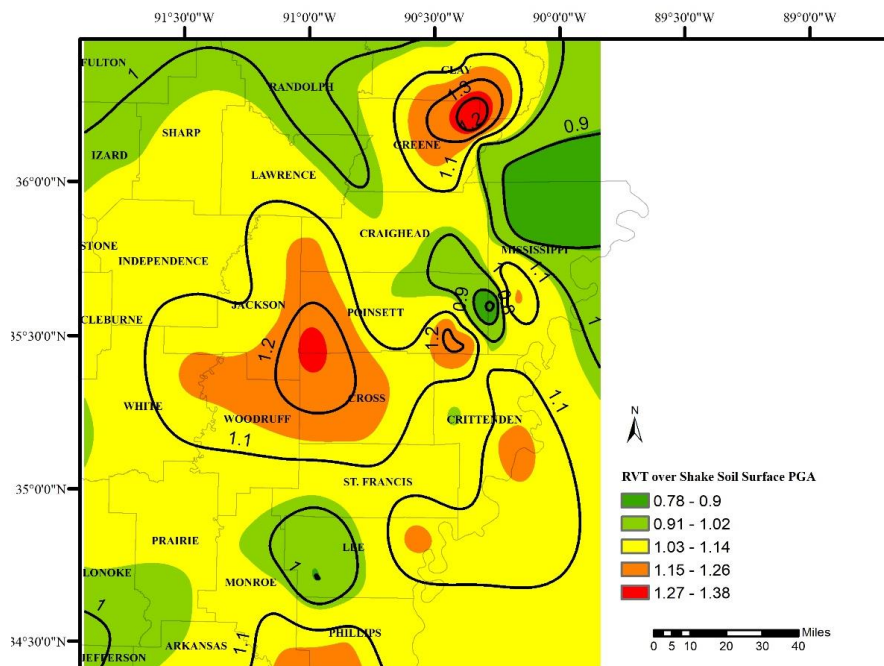 91°30'0"W 91°0'0"W 90°30'0"W 90°0'0"W 89°30'0"W 89°0'0"W
FULTON
1
CLAY
RANDOLPH
1.3
1.2
0.9
SHARP
GREENE
IZARD
1.1
LAWRENCE
36°0'0"N
CRAIGHEAD
STONE
MISSISSIPPI
INDEPENDENCE
1
1.1
0.9
JACKSON
POINSETT
CLEBURNE
1
35°30'0"N
1.2
1.2
WHITE
CROSS
1.1
WOODRUFF
CRITTENDEN
1.1
N
RVT over Shake Soil Surface PGA
ST. FRANCIS
35°0'0"N
0.78 - 0.9
0.91 - 1.02
1.03 - 1.14
1.15 - 1.26
1.27 - 1.38
PRAIRIE
LEE
1
LONOKE
MONROE
1
PHILLIPS
0 5 10 20 30 40 Miles
34°30'0"N
ARKANSAS
1.1
JEFFERSON